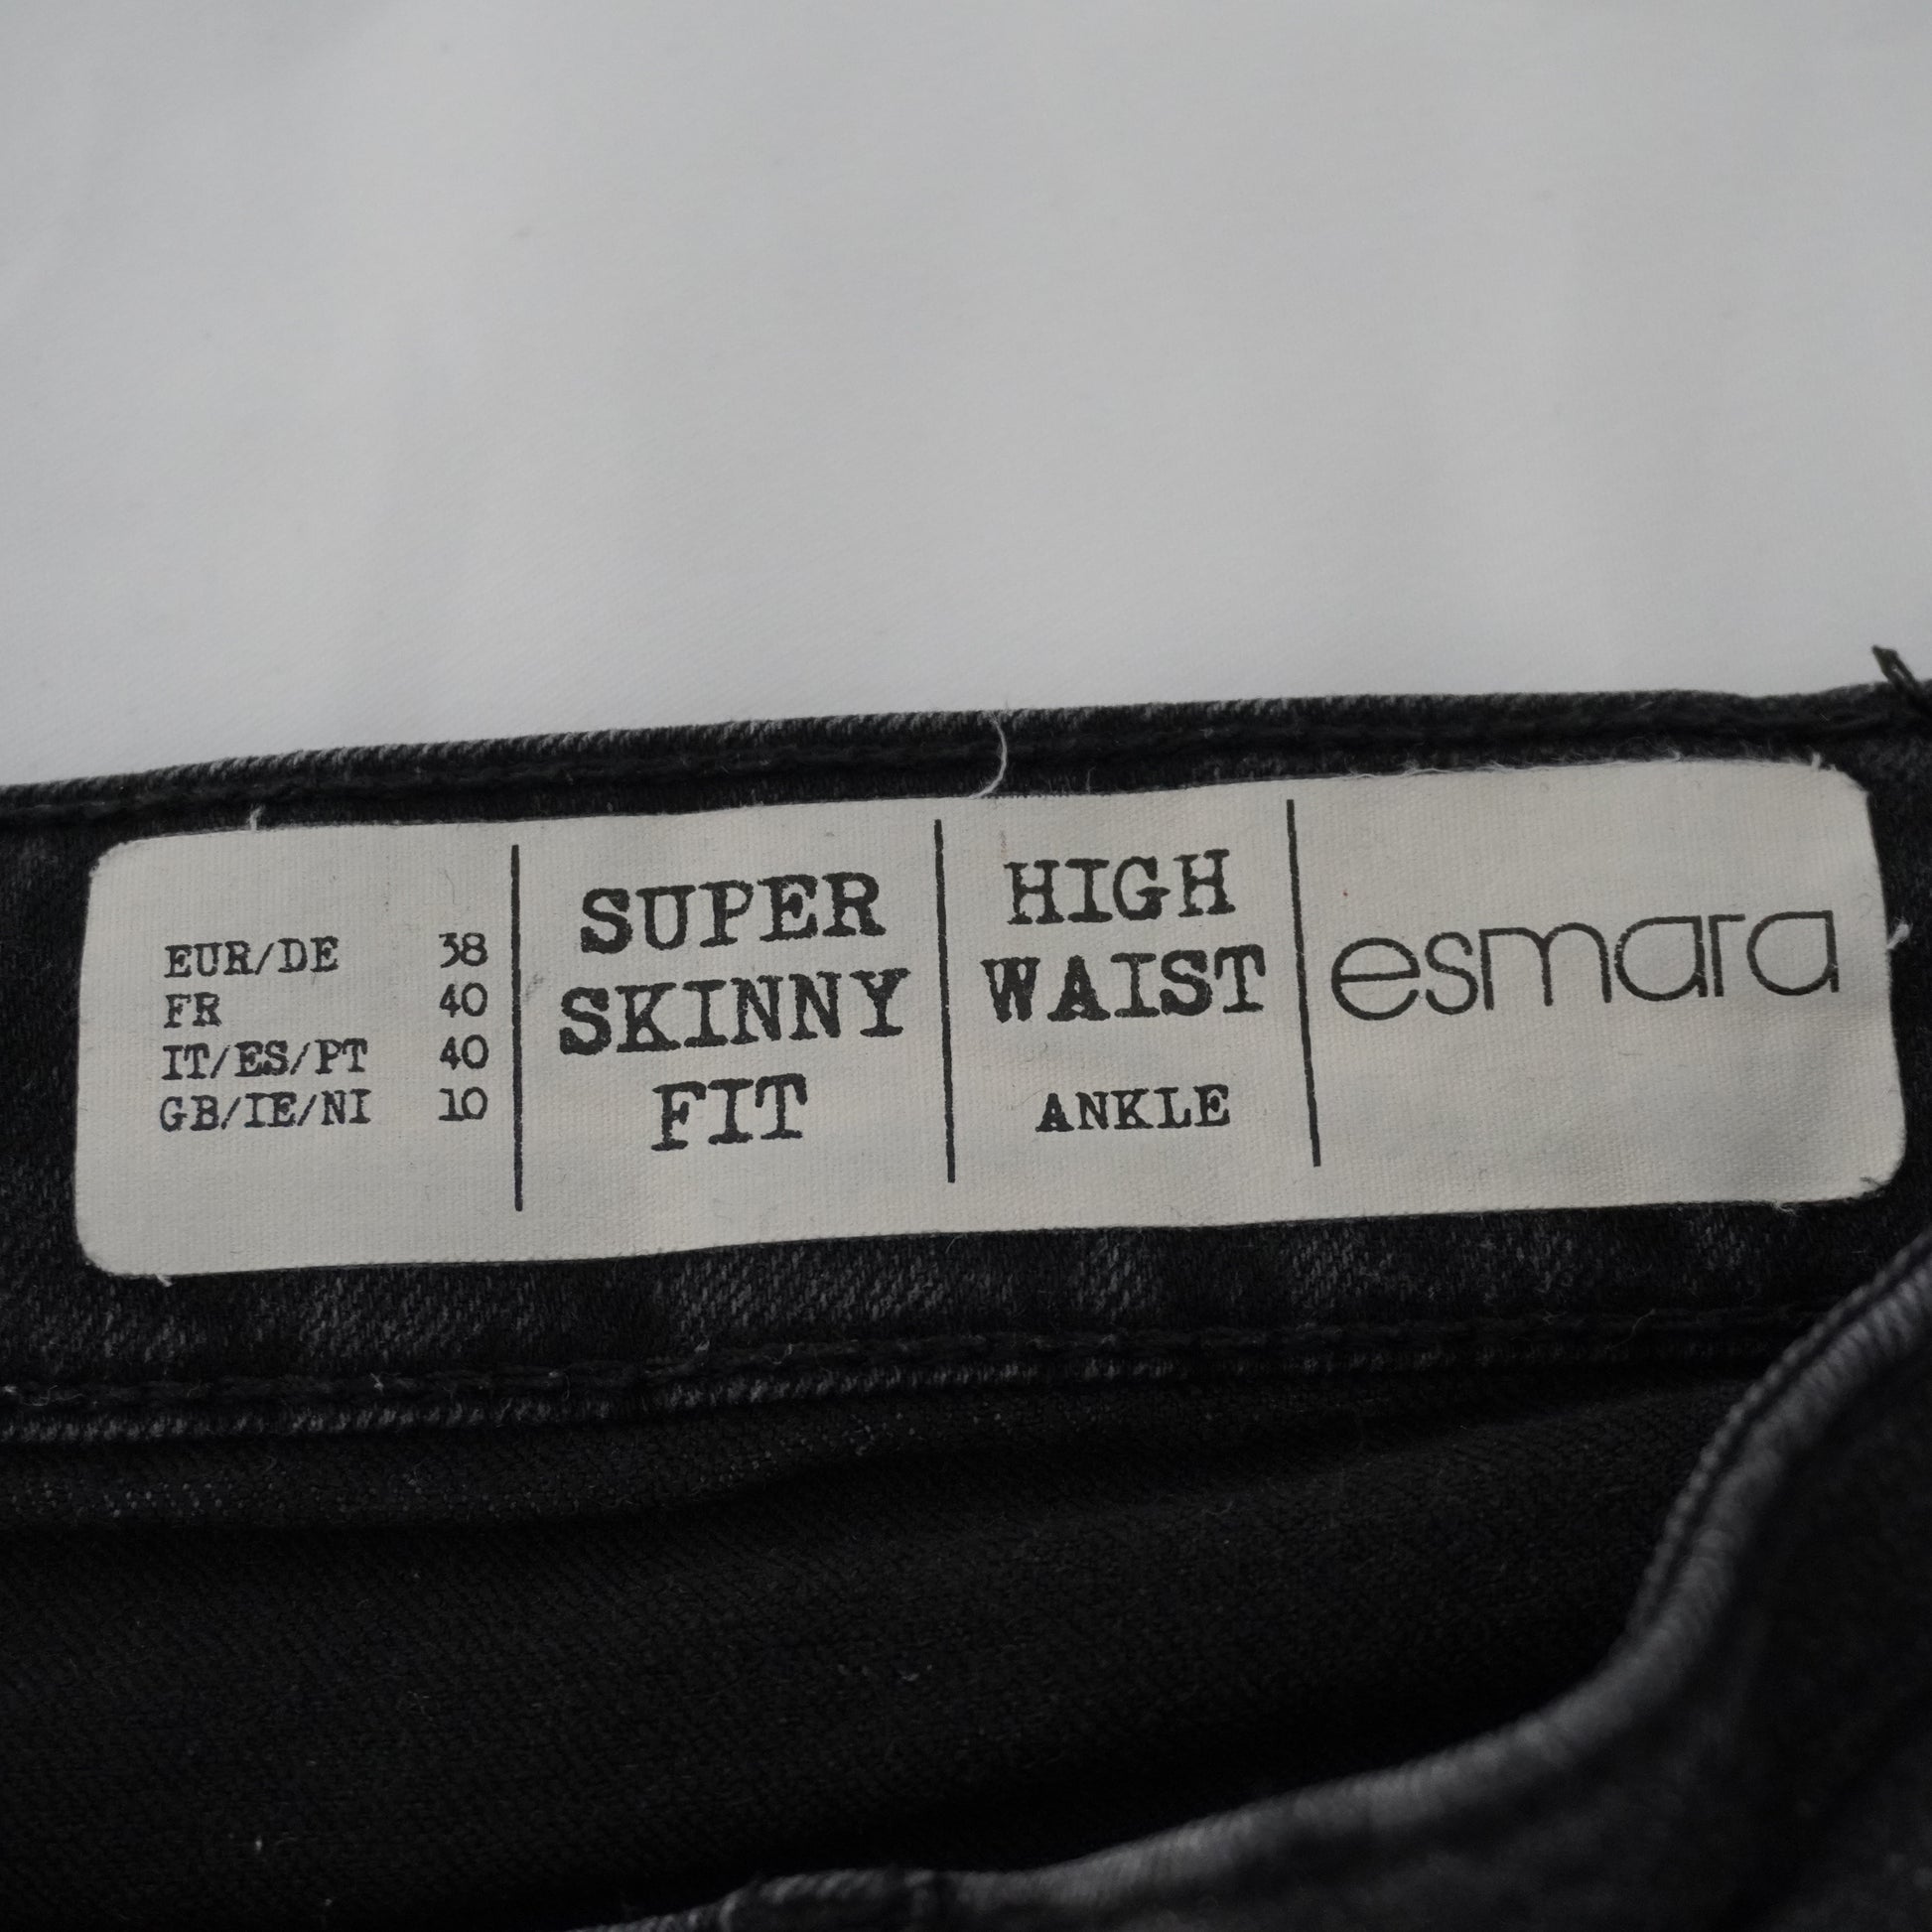 EUR/DE 38
FR 40
IT/ES/PT 40
GB/IE/NI 10
SUPER
SKINNY
FIT
HIGH
WAIST
ANKLE
esmara